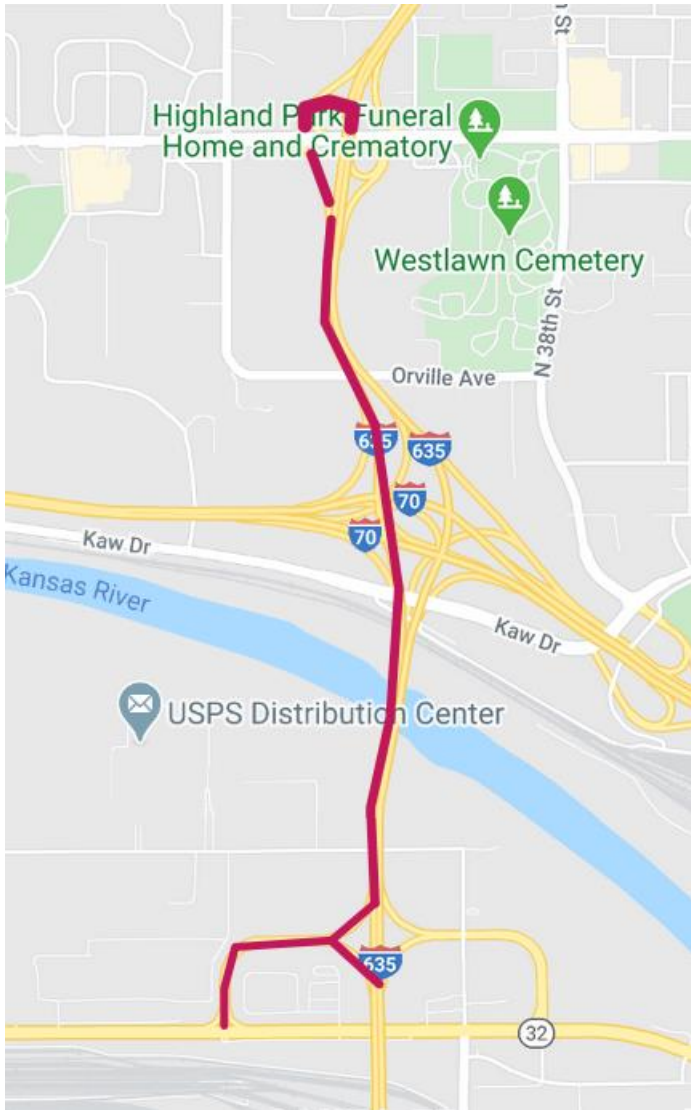 St
Highland Park Funeral
Home and Crematory
Westlawn Cemetery
N 38th St
Orville Ave
635
635
70
70
Kaw Dr
Kansas River
Kaw Dr
USPS Distribution Center
635
32